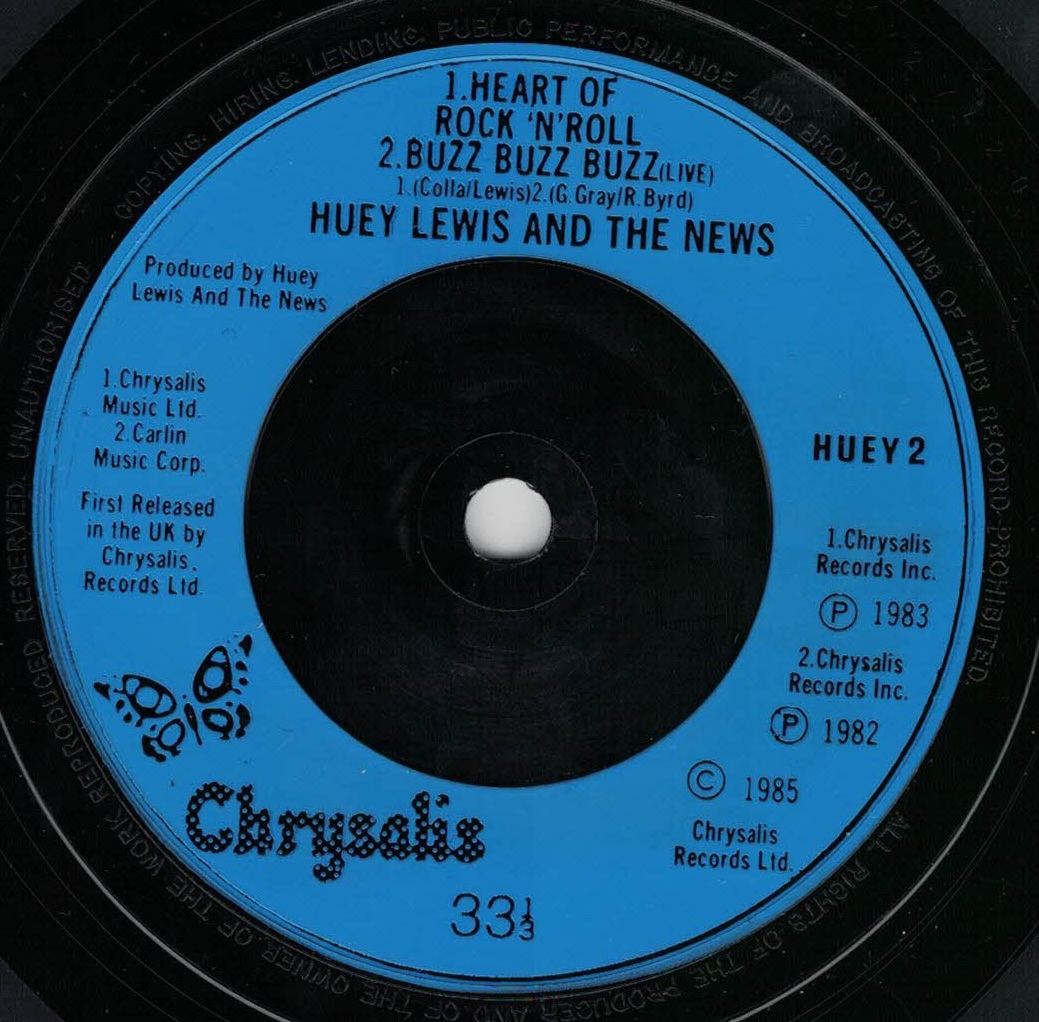 1.HEART OF
ROCK 'N'ROLL
2.BUZZ BUZZ BUZZ(LIVE)
1.(Colla/Lewis)2.(G.Gray/R.Byrd)
HUEY LEWIS AND THE NEWS
Produced by Huey
Lewis And The News
1.Chrysalis
Music Ltd.
2.Carlin
Music Corp.
First Released
in the UK by
Chrysalis.
Records Ltd.
HUEY 2
1.Chrysalis
Records Inc.
Ⓟ 1983
2.Chrysalis
Records Inc.
Ⓟ 1982
© 1985
Chrysalis
Records Ltd.
Chrysalis
33⅓
ALL RIGHTS OF THE PRODUCER AND OF THE OWNER OF THE WORK REPRODUCED RESERVED. UNAUTHORISED COPYING, HIRING, LENDING, PUBLIC PERFORMANCE AND BROADCASTING OF THIS RECORD PROHIBITED.